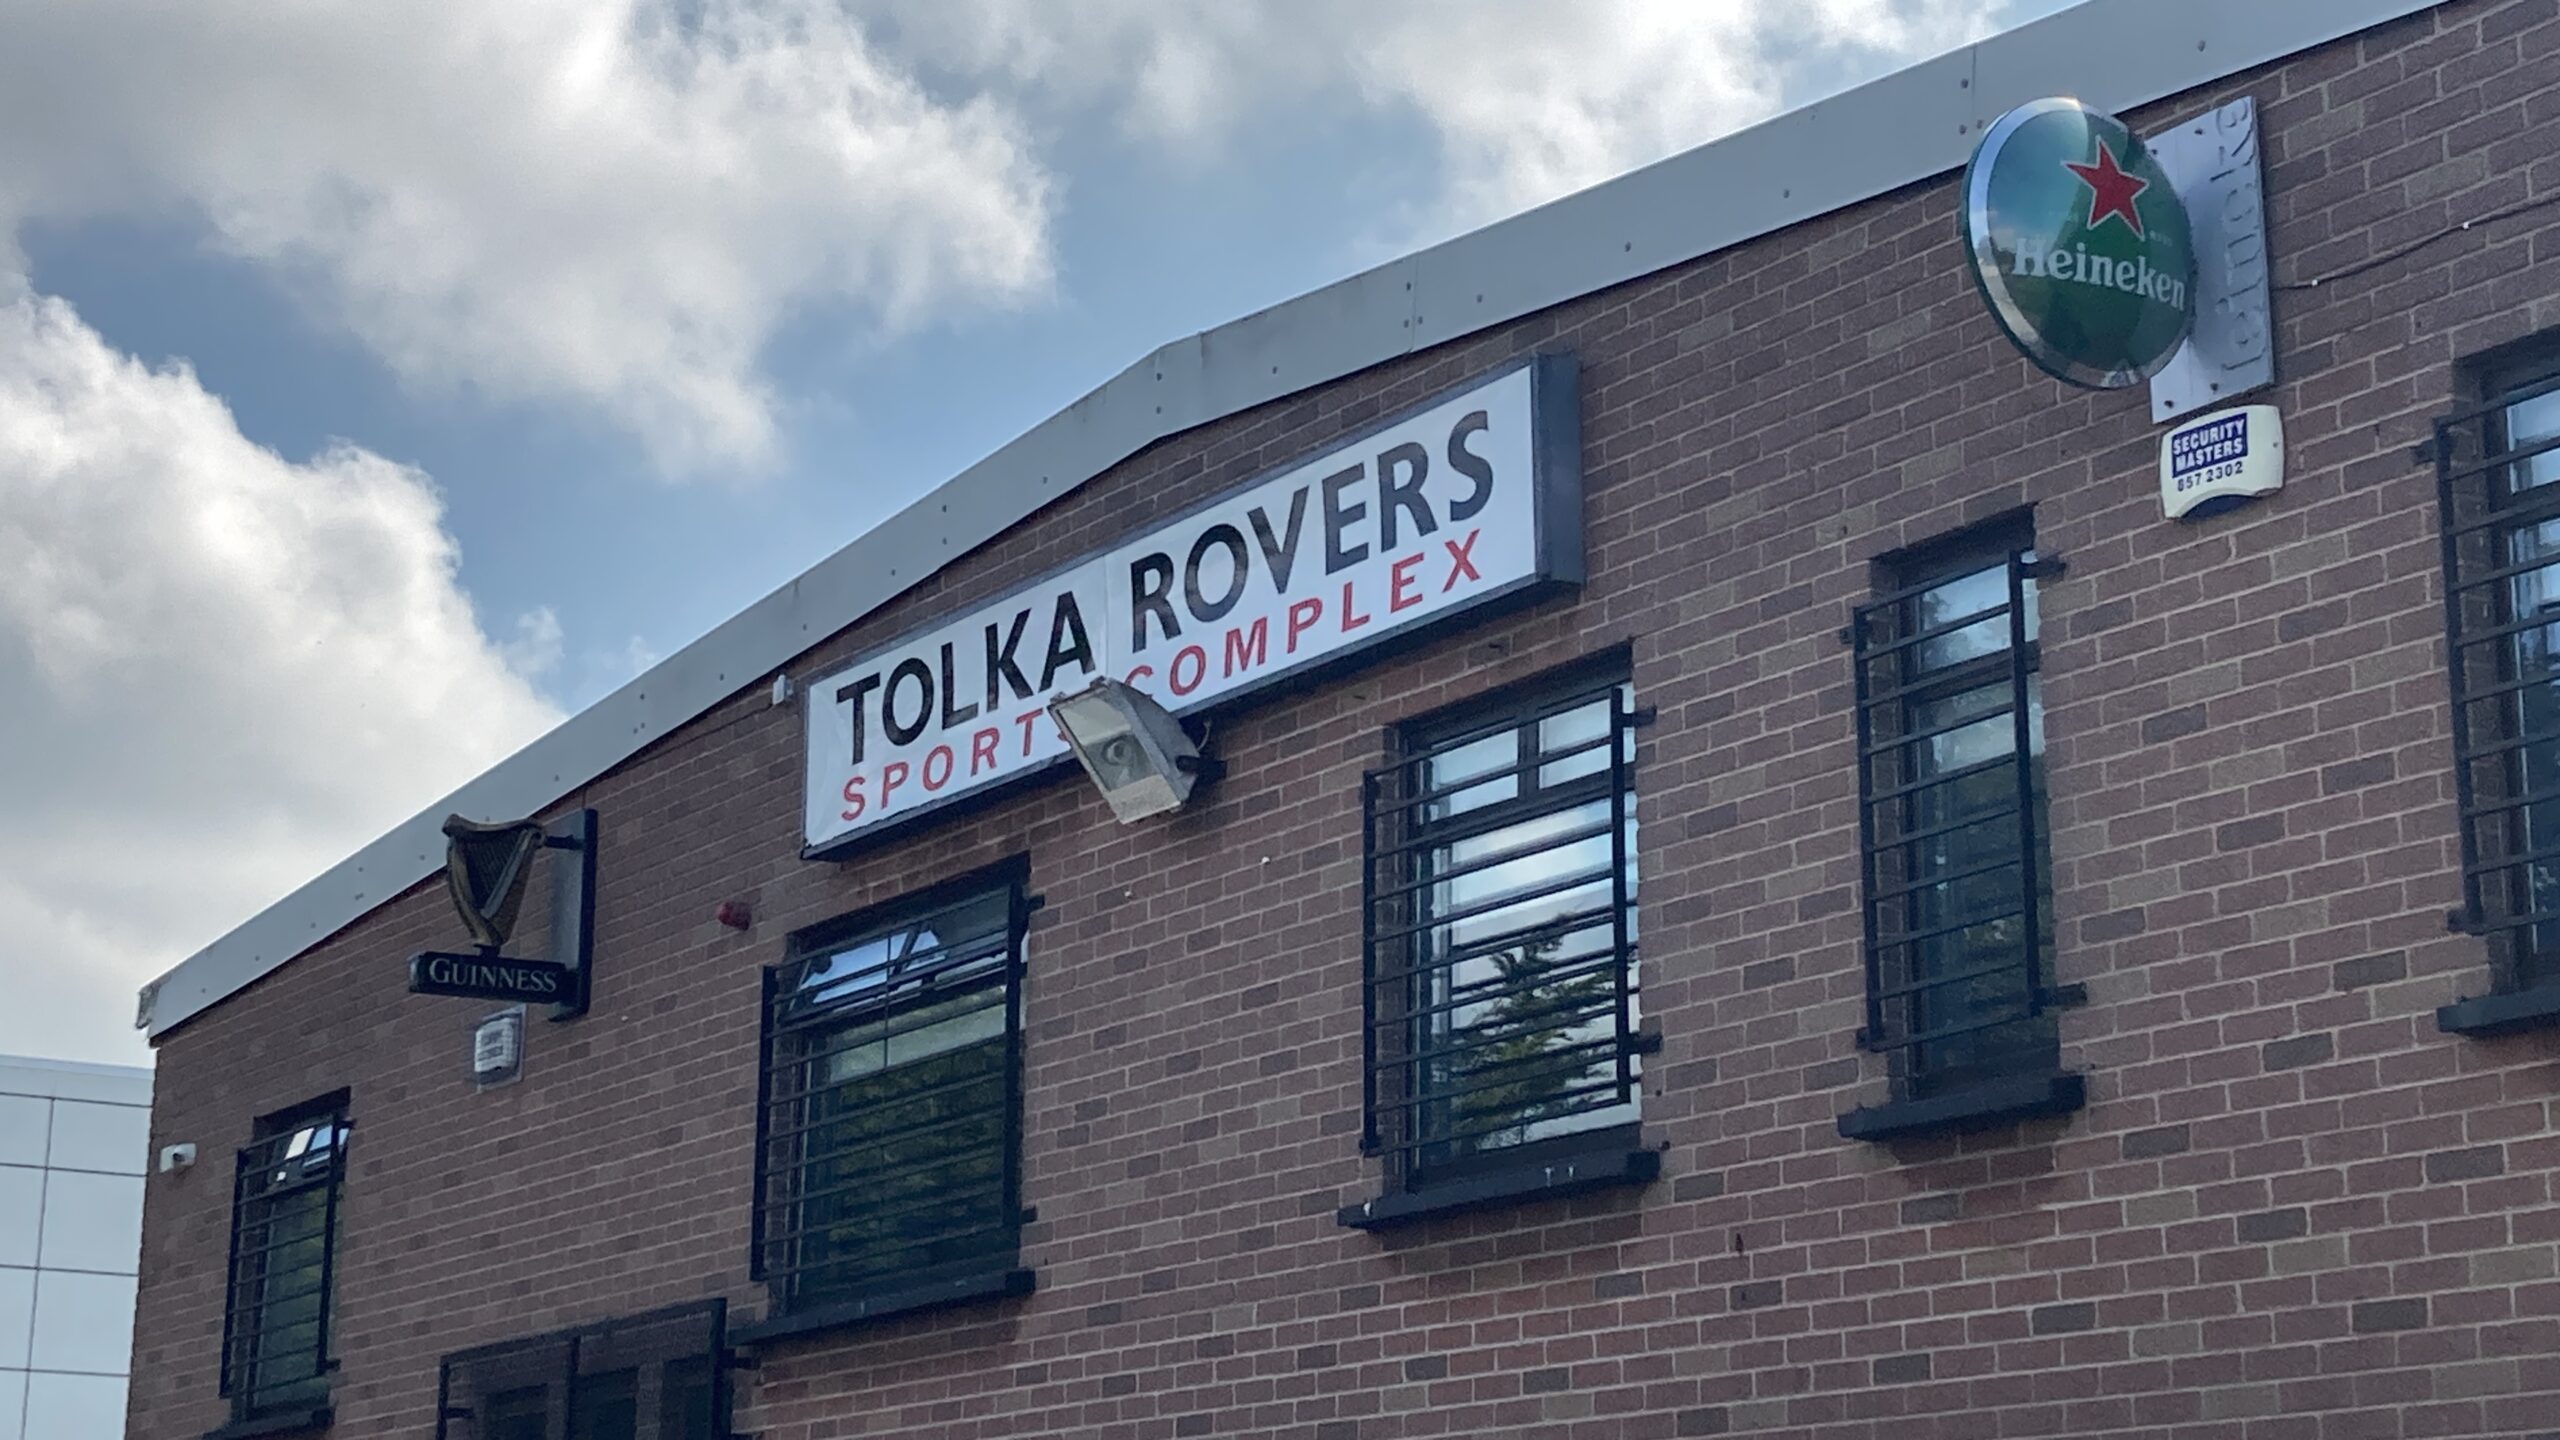 TOLKA ROVERS
SPORTS COMPLEX
GUINNESS
Heineken
SECURITY
MASTERS
857 2302